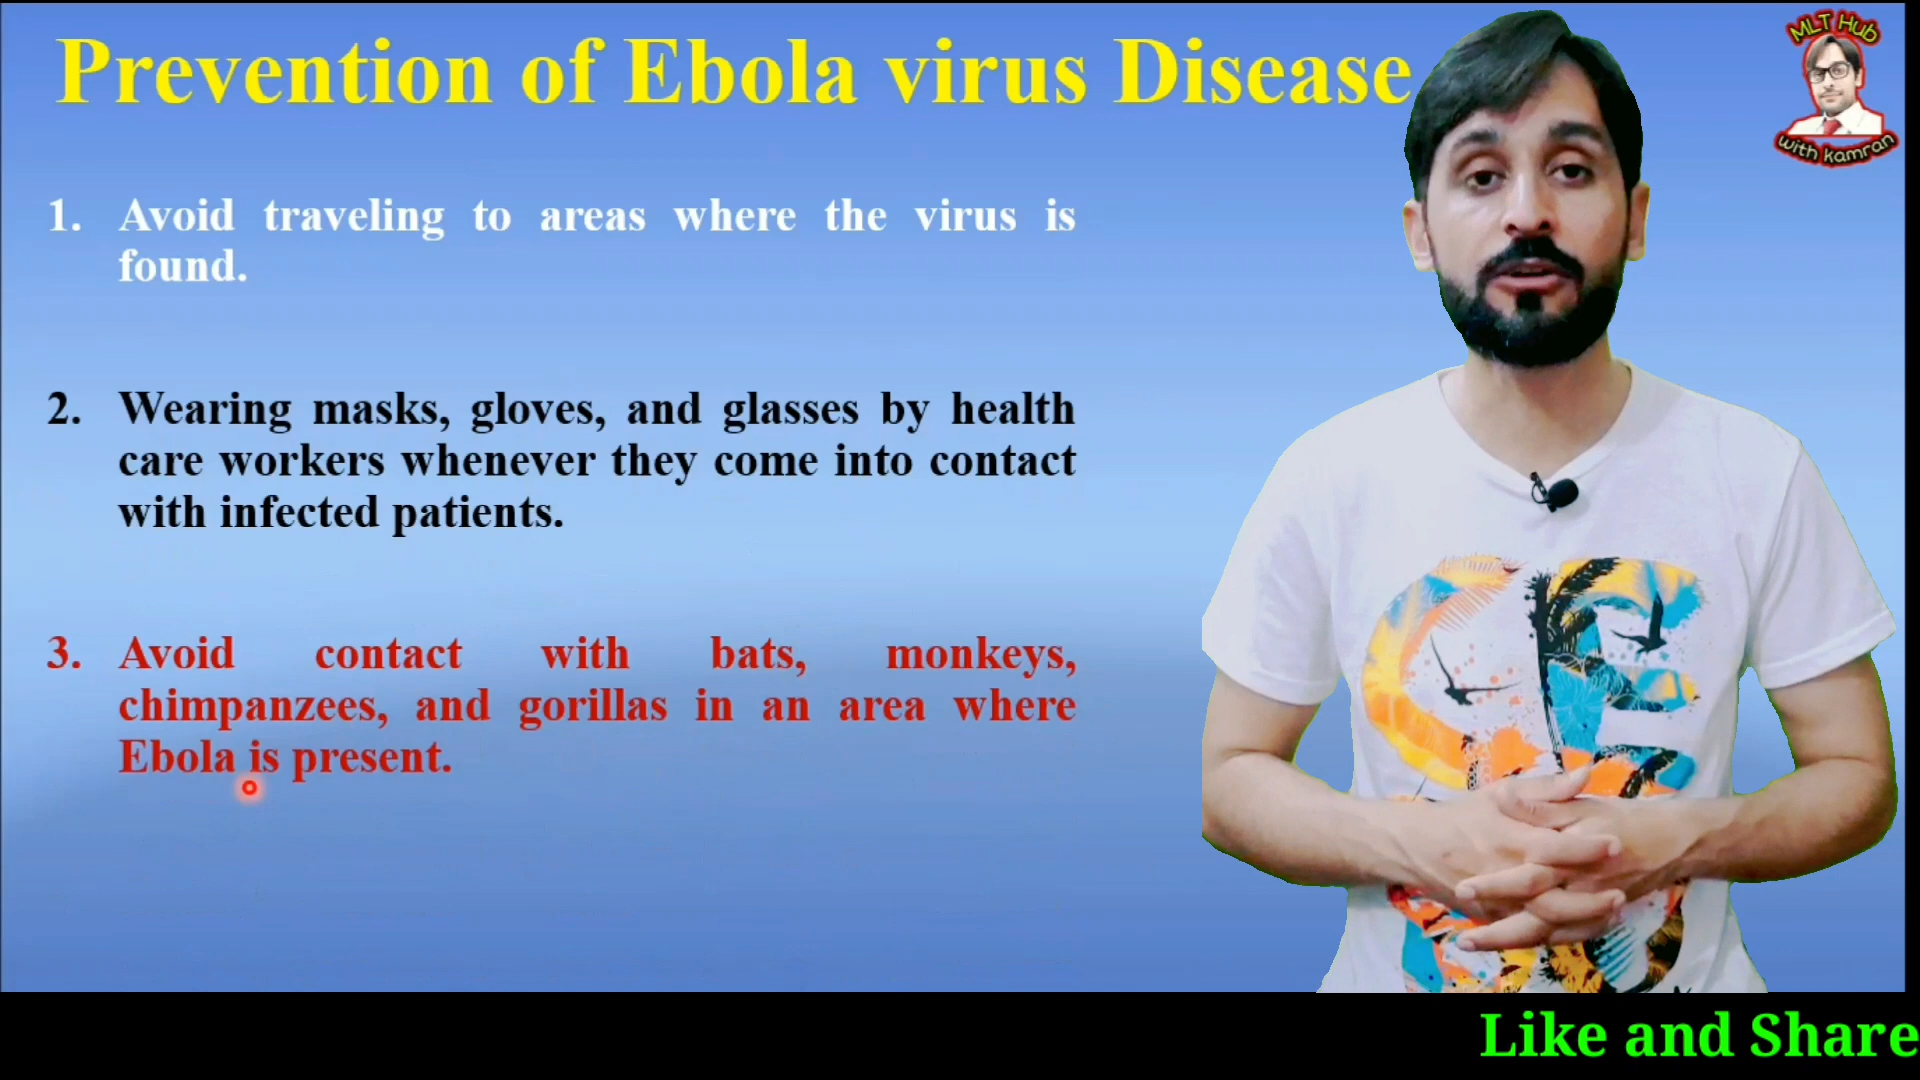 Prevention of Ebola virus Disease
MLT Hub
with kamran
1. Avoid traveling to areas where the virus is
found.
2. Wearing masks, gloves, and glasses by health
care workers whenever they come into contact
with infected patients.
3. Avoid contact with bats, monkeys,
chimpanzees, and gorillas in an area where
Ebola is present.
Like and Share